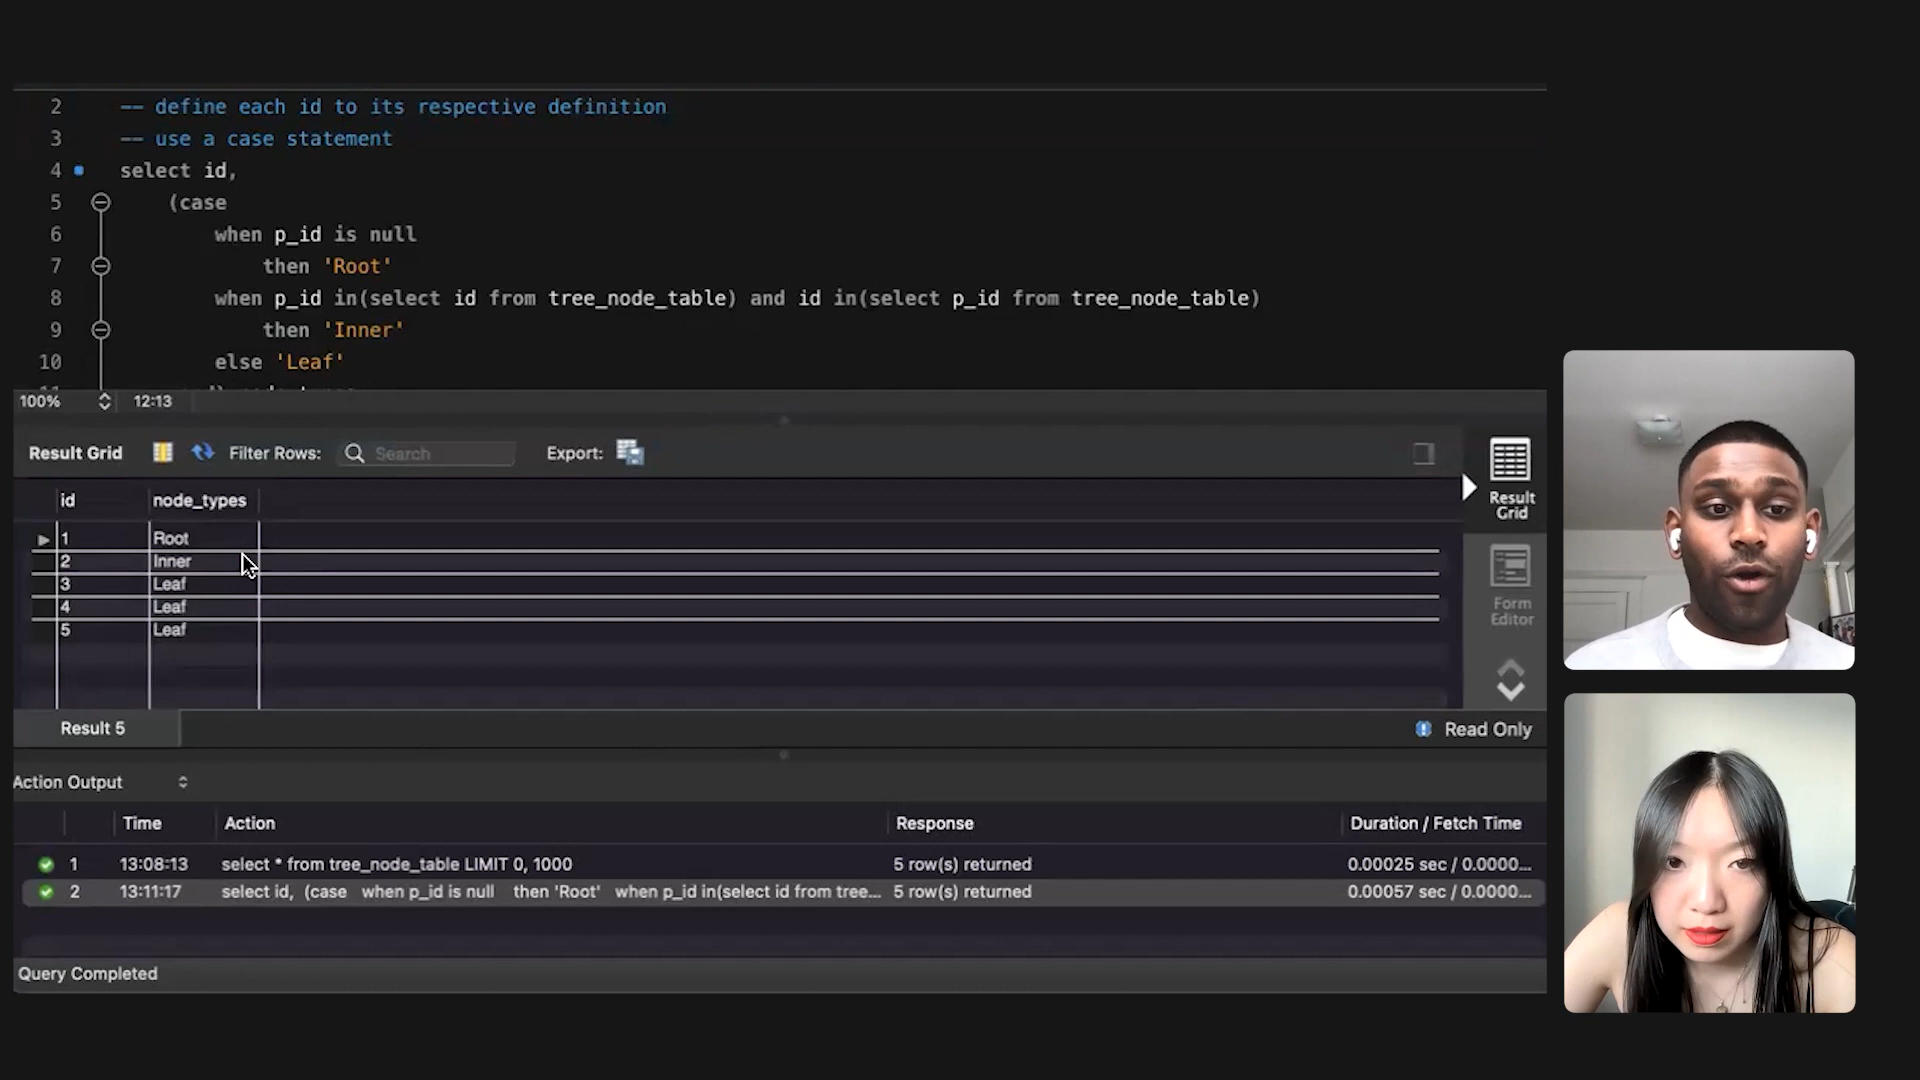 2 -- define each id to its respective definition
3 -- use a case statement
4 select id,
5 (case
6 when p_id is null
7 then 'Root'
8 when p_id in(select id from tree_node_table) and id in(select p_id from tree_node_table)
9 then 'Inner'
10 else 'Leaf'
100% 12:13
Result Grid Filter Rows: Search Export:
Result Grid
id node_types
1 Root
2 Inner
3 Leaf
4 Leaf
5 Leaf
Form Editor
Result 5 Read Only
Action Output
Time Action Response Duration / Fetch Time
1 13:08:13 select * from tree_node_table LIMIT 0, 1000 5 row(s) returned 0.00025 sec / 0.0000...
2 13:11:17 select id, (case when p_id is null then 'Root' when p_id in(select id from tree... 5 row(s) returned 0.00057 sec / 0.0000...
Query Completed